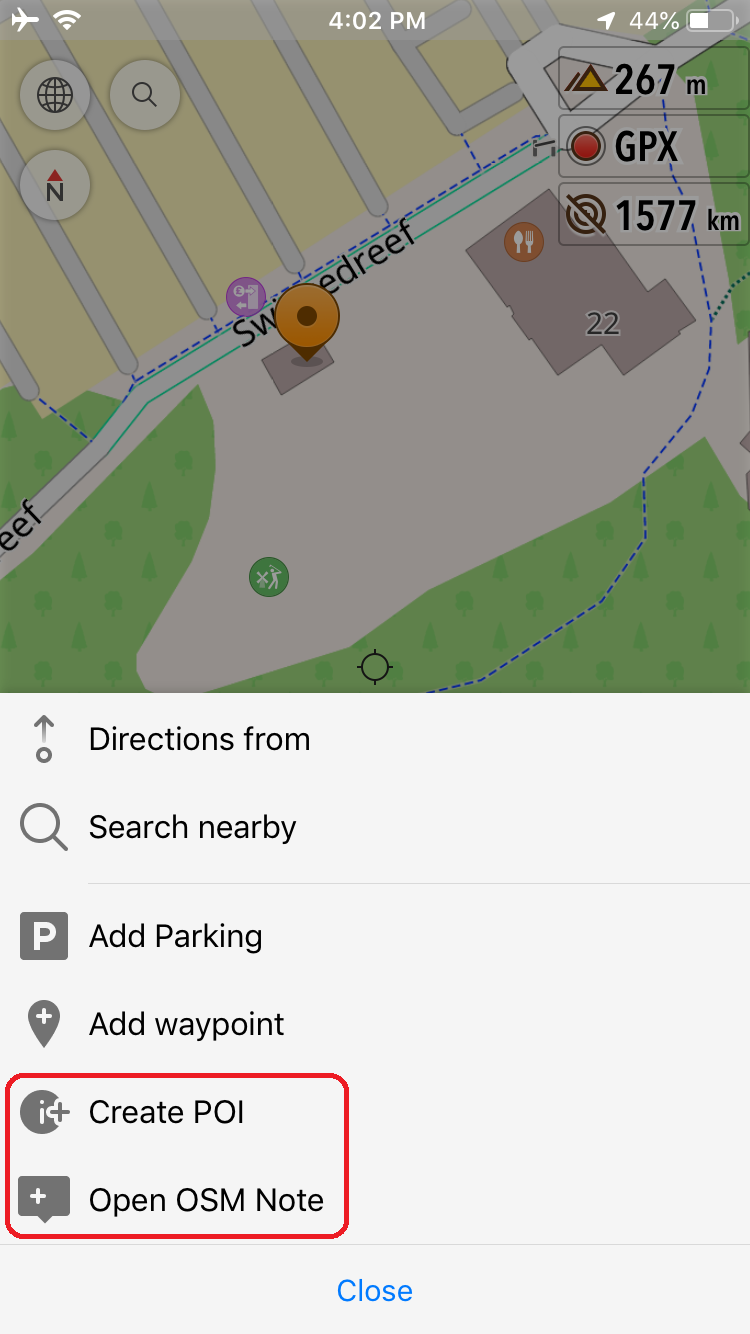 4:02 PM
44%
267 m
GPX
N
1577 km
edreef
Sw
22
eef
Directions from
Search nearby
P
Add Parking
Add waypoint
Create POI
Open OSM Note
Close